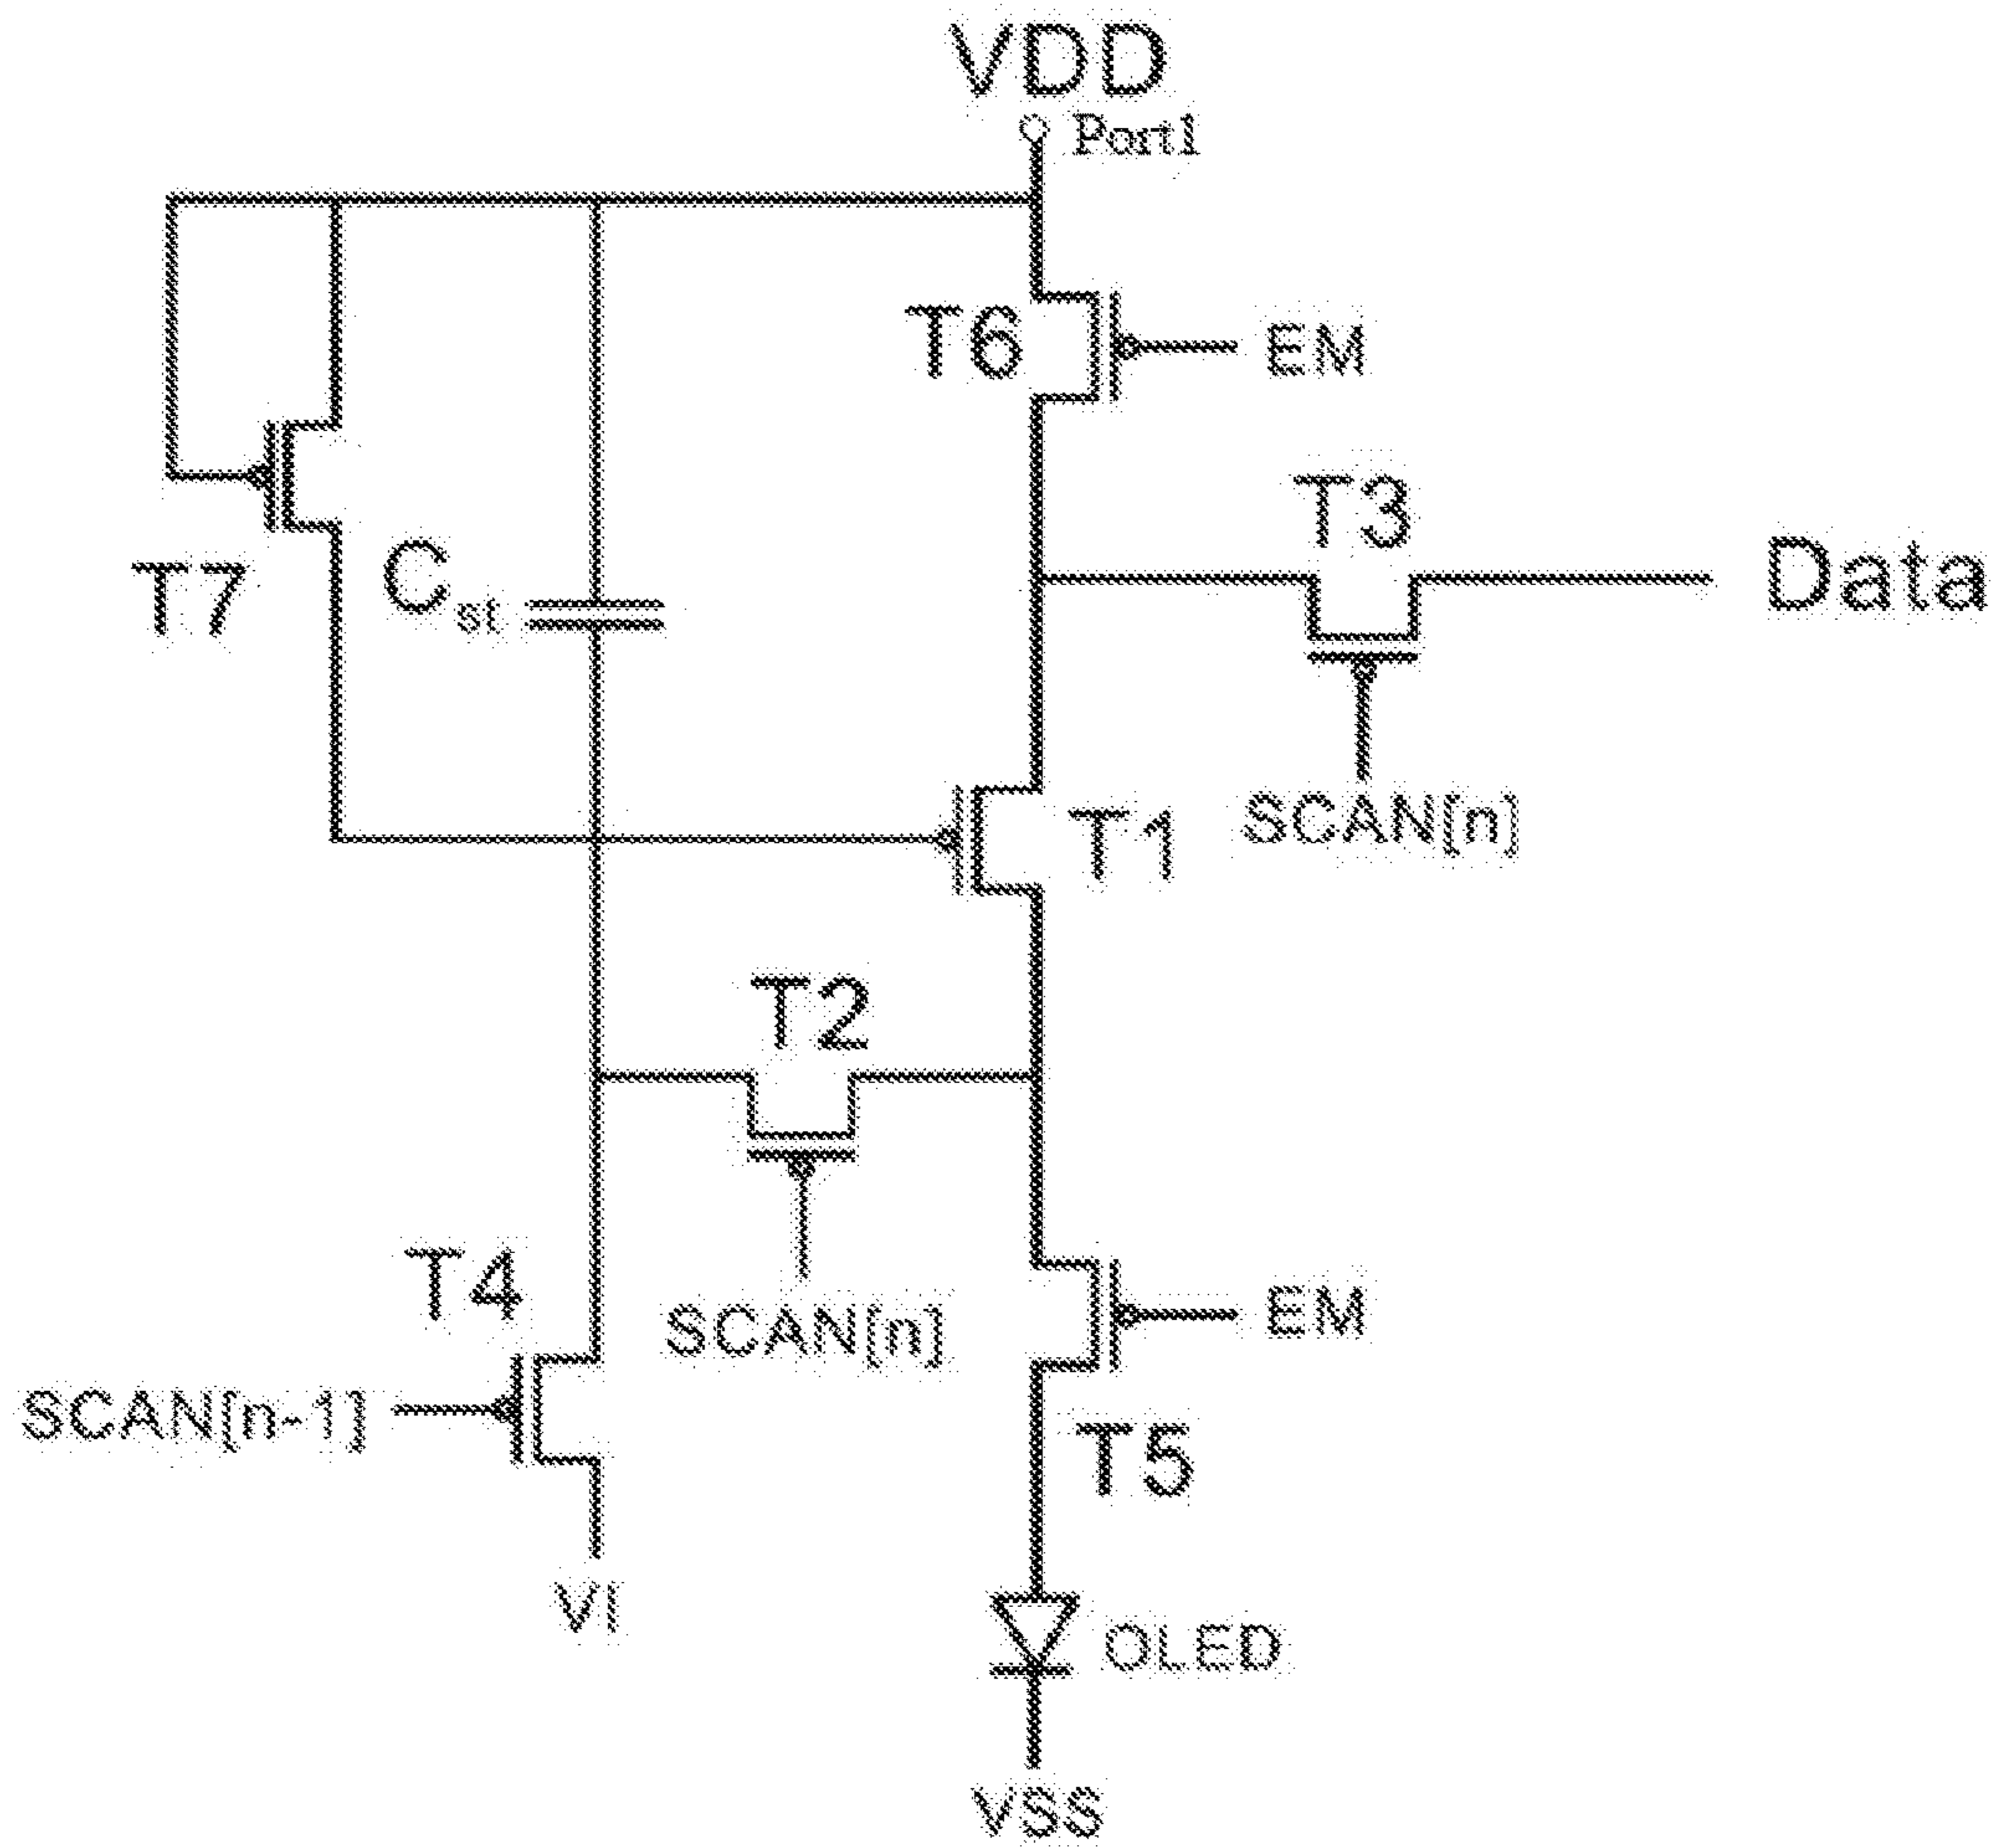 VDD
Port1
T6
EM
T3
Data
T7
Cst
SCAN[n]
T1
T2
T4
SCAN[n]
EM
SCAN[n-1]
T5
VI
OLED
VSS